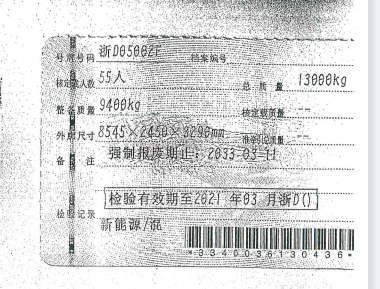 号牌号码 浙D05002F 档案编号
核定载人数 55人 总质量 13000kg
整备质量 9400kg 核定载质量 --
外廓尺寸 8545×2450×3290mm 准牵引总质量 --
备注 强制报废期止：2033-03-11
检验有效期至2021 年03 月浙D()
检验记录
新能源/混
*3340036130436*